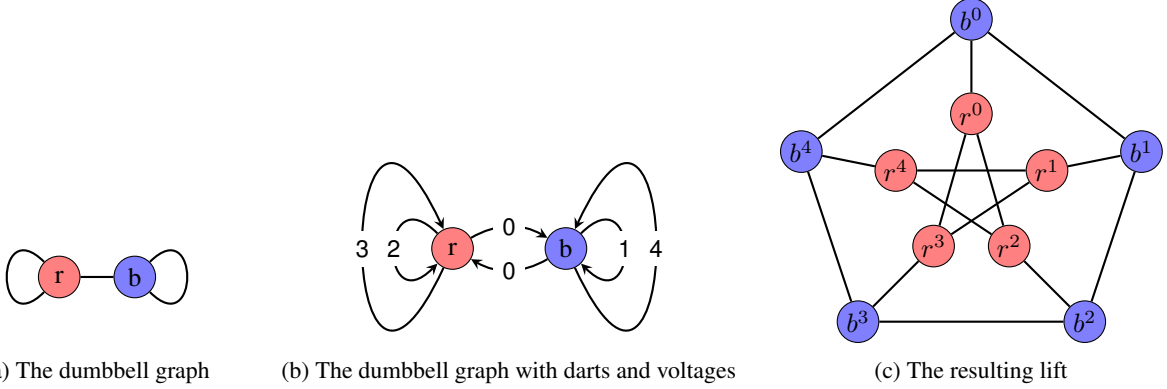 r b
3 2 r 0 0 b 1 4
b⁰
r⁰
b⁴ r⁴ r¹ b¹
r³ r²
b³ b²
) The dumbbell graph
(b) The dumbbell graph with darts and voltages
(c) The resulting lift